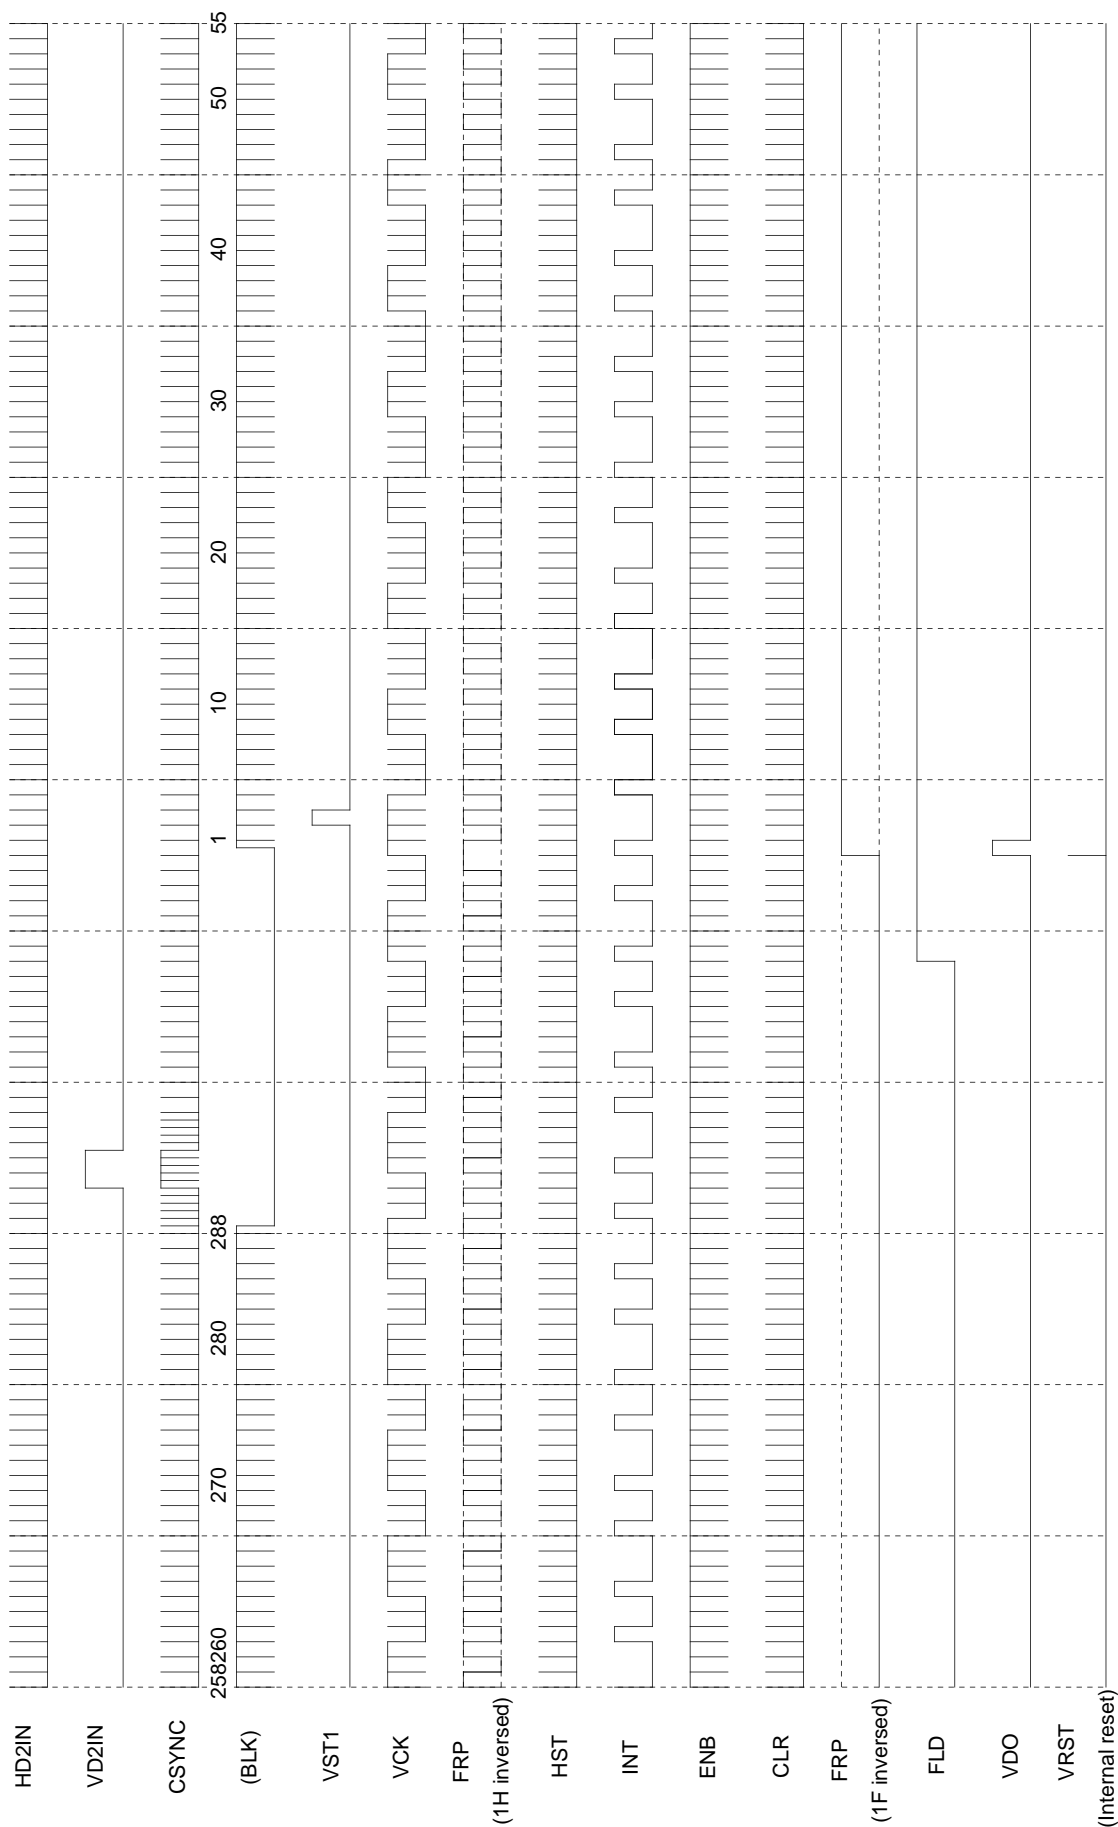 HD2IN
VD2IN
CSYNC
258260 270 280 288 1 10 20 30 40 50 55
(BLK)
VST1
VCK
FRP
(1H inversed)
HST
INT
ENB
CLR
FRP
(1F inversed)
FLD
VDO
VRST
(Internal reset)